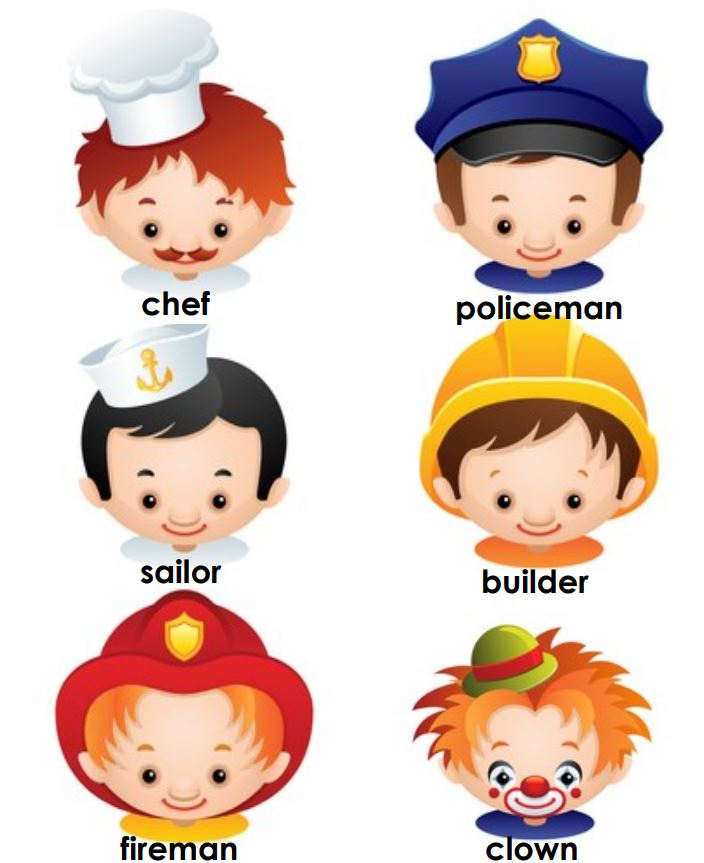 chef
policeman
sailor
builder
fireman
clown